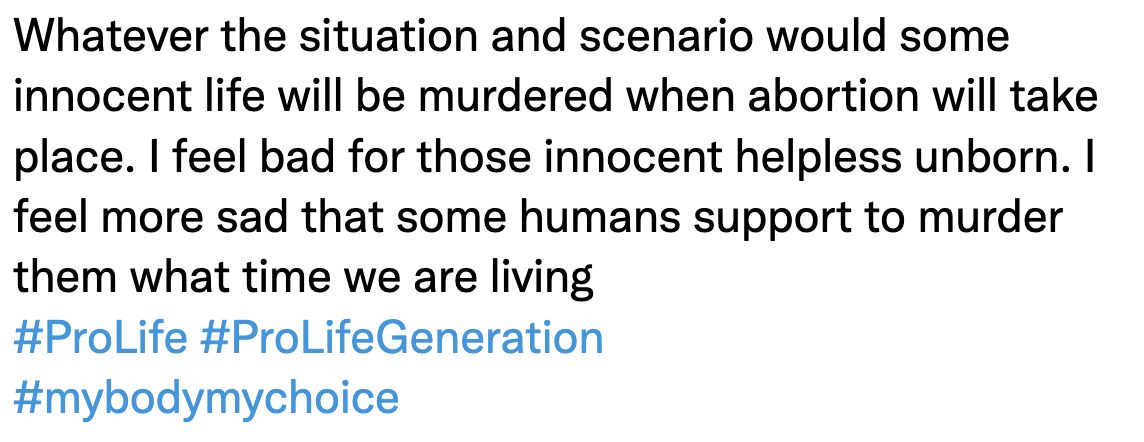 Whatever the situation and scenario would some
innocent life will be murdered when abortion will take
place. I feel bad for those innocent helpless unborn. I
feel more sad that some humans support to murder
them what time we are living
#ProLife #ProLifeGeneration
#mybodymychoice